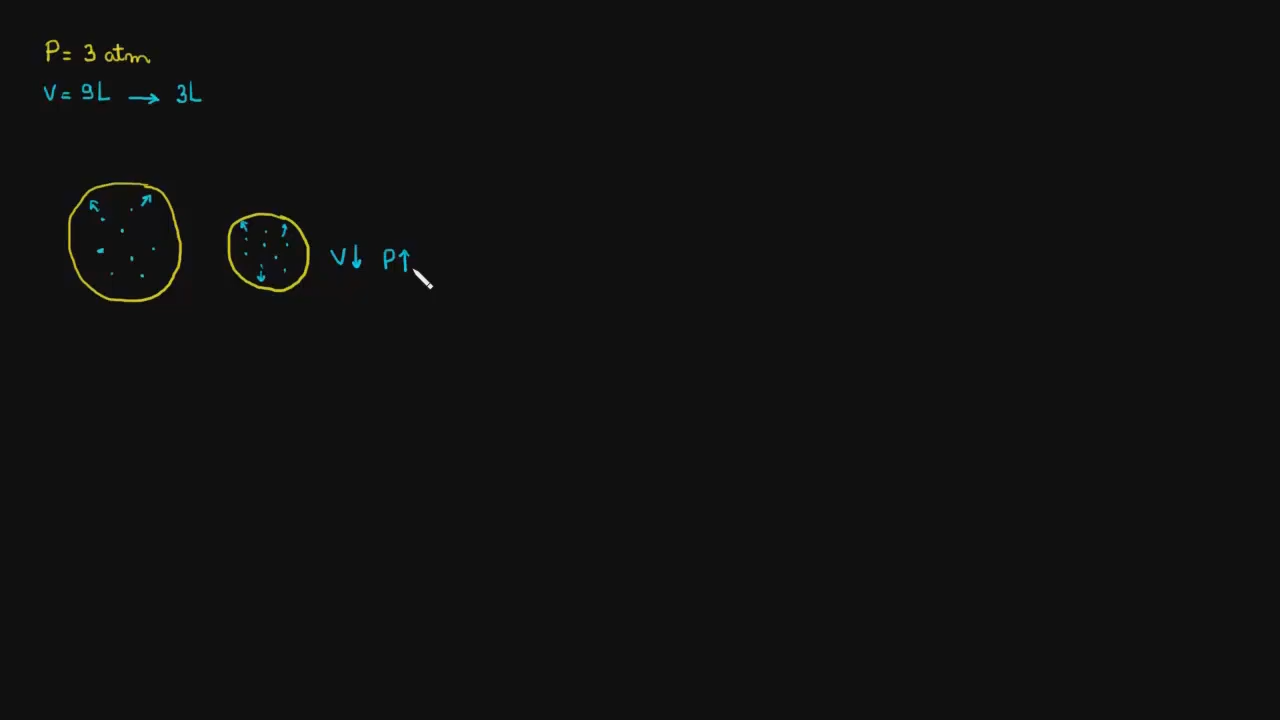 P= 3 atm
V= 9L → 3L
V↓ P↑